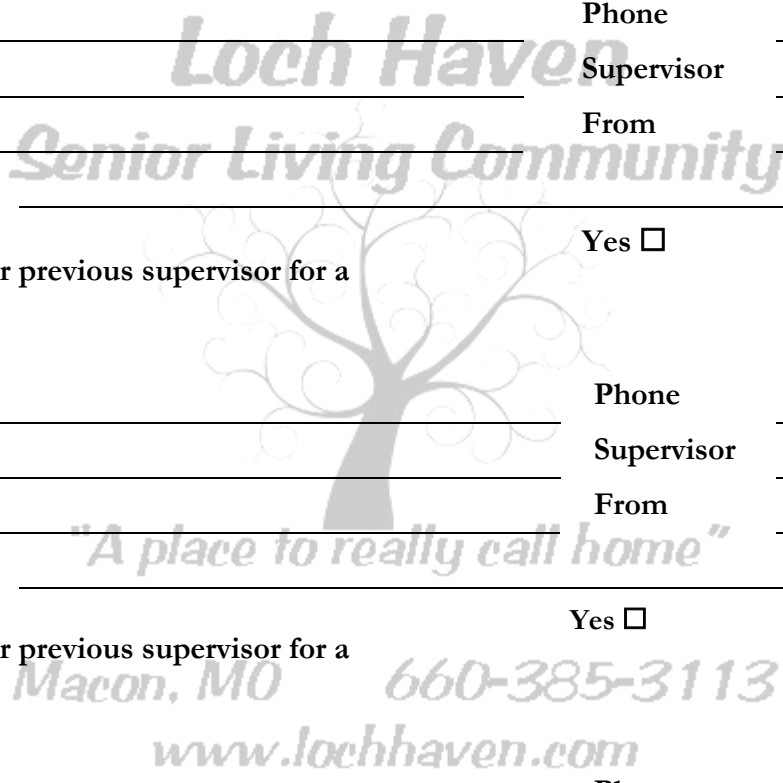 Phone
Loch Haven
Supervisor
From
Senior Living Community
Yes ☐
r previous supervisor for a
Phone
Supervisor
From
"A place to really call home"
Yes ☐
r previous supervisor for a
Macon, MO 660-385-3113
www.lochhaven.com